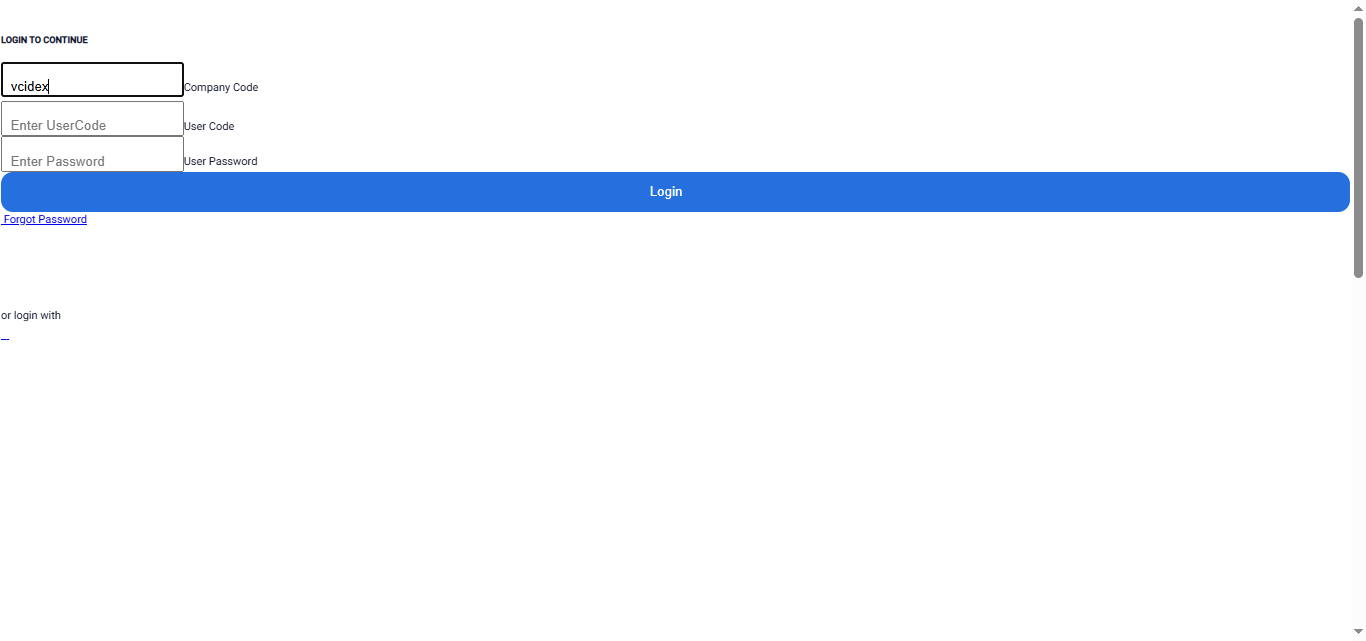 LOGIN TO CONTINUE
vcidex Company Code
Enter UserCode User Code
Enter Password User Password
Login
Forgot Password
or login with